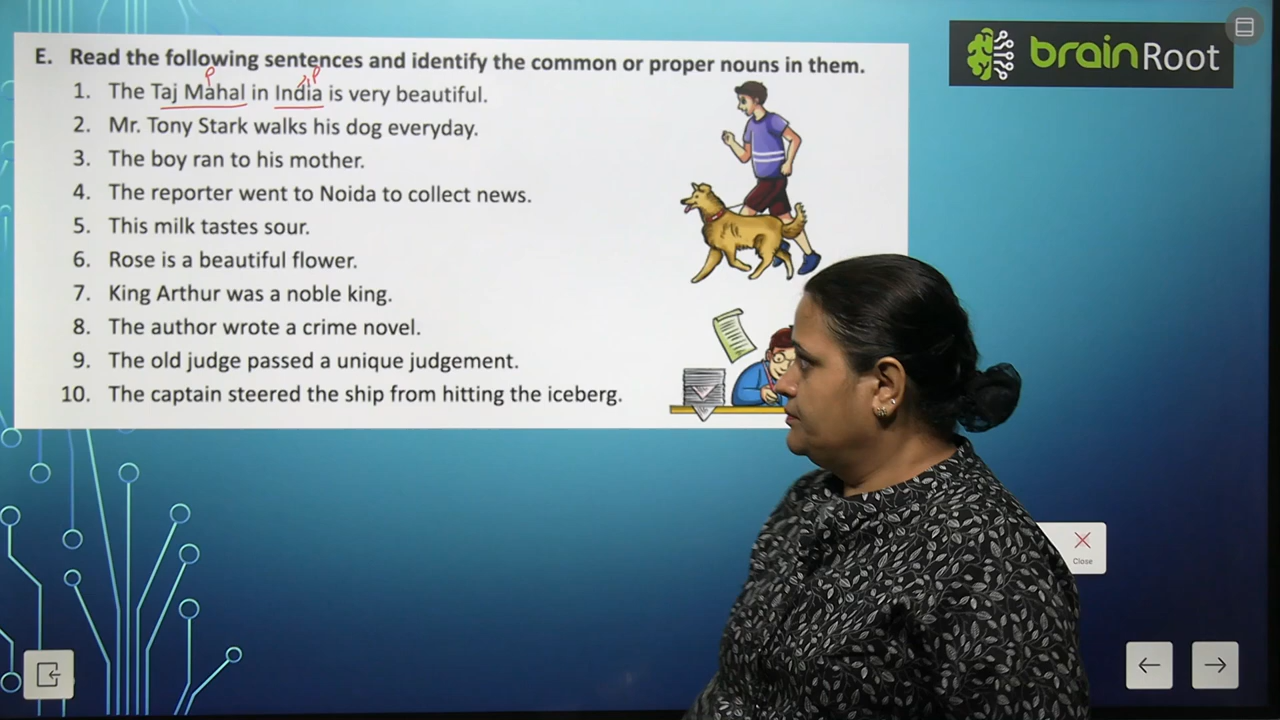 brainRoot
E. Read the following sentences and identify the common or proper nouns in them.
P P
1. The Taj Mahal in India is very beautiful.
2. Mr. Tony Stark walks his dog everyday.
3. The boy ran to his mother.
4. The reporter went to Noida to collect news.
5. This milk tastes sour.
6. Rose is a beautiful flower.
7. King Arthur was a noble king.
8. The author wrote a crime novel.
9. The old judge passed a unique judgement.
10. The captain steered the ship from hitting the iceberg.
Close